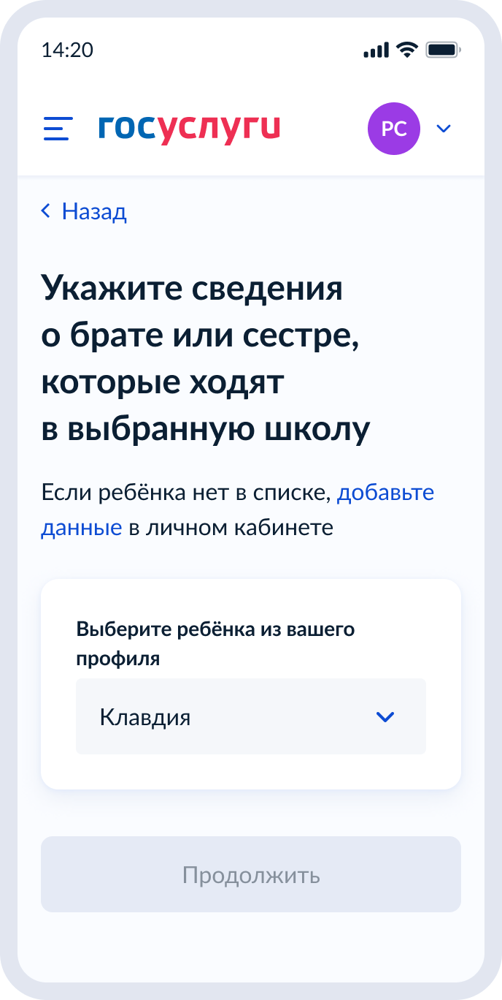 14:20
госуслуги
РС
Назад
Укажите сведения
о брате или сестре,
которые ходят
в выбранную школу
Если ребёнка нет в списке, добавьте
данные в личном кабинете
Выберите ребёнка из вашего
профиля
Клавдия
Продолжить